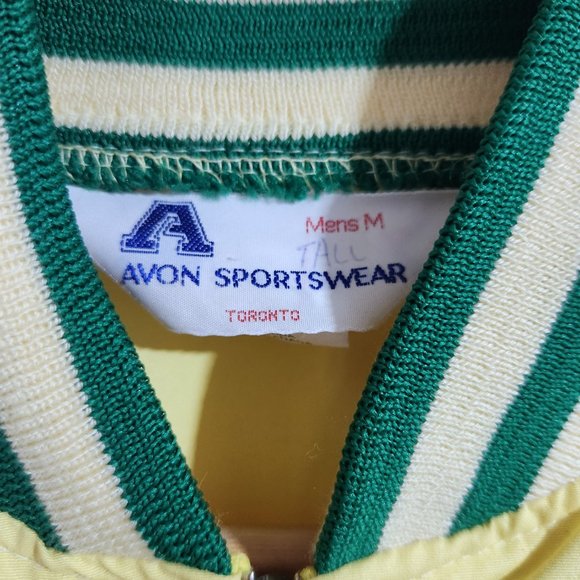 A
Mens M
TALL
AVON SPORTSWEAR
TORONTO